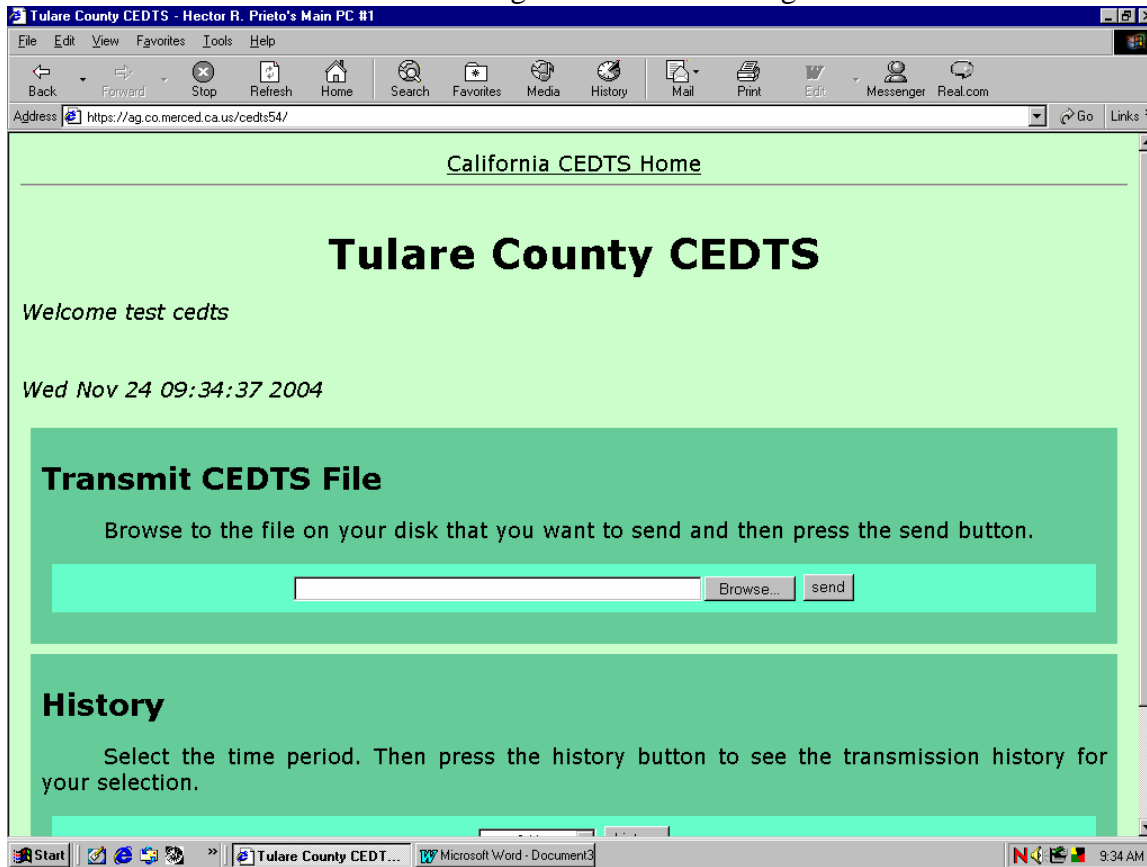 Tulare County CEDTS - Hector R. Prieto's Main PC #1
File Edit View Favorites Tools Help
Back Forward Stop Refresh Home Search Favorites Media History Mail Print Edit Messenger Real.com
Address https://ag.co.merced.ca.us/cedts54/ Go Links
California CEDTS Home
Tulare County CEDTS
Welcome test cedts
Wed Nov 24 09:34:37 2004
Transmit CEDTS File
Browse to the file on your disk that you want to send and then press the send button.
Browse... send
History
Select the time period. Then press the history button to see the transmission history for
your selection.
Start » Tulare County CEDT... Microsoft Word - Document3 9:34 AM